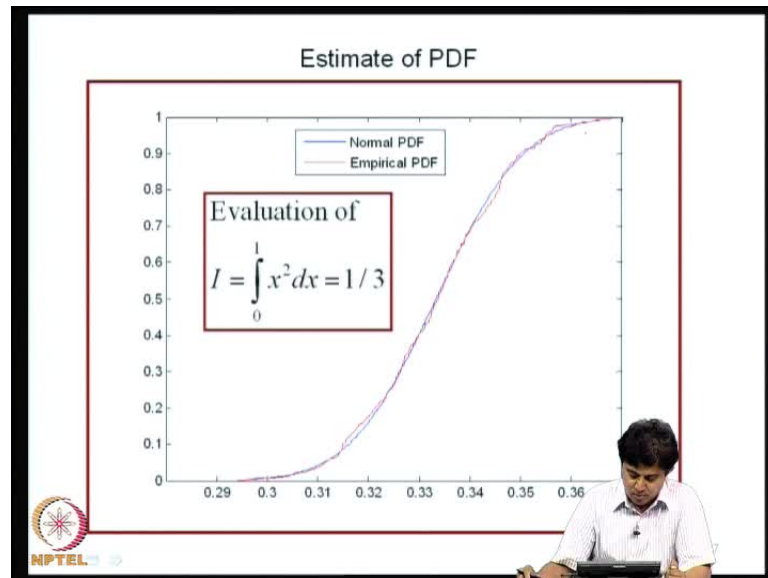 Estimate of PDF
1
0.9
0.8
0.7
0.6
0.5
0.4
0.3
0.2
0.1
0
Normal PDF
Empirical PDF
Evaluation of
I = ∫₀¹ x² dx = 1 / 3
0.29 0.3 0.31 0.32 0.33 0.34 0.35 0.36
NPTEL